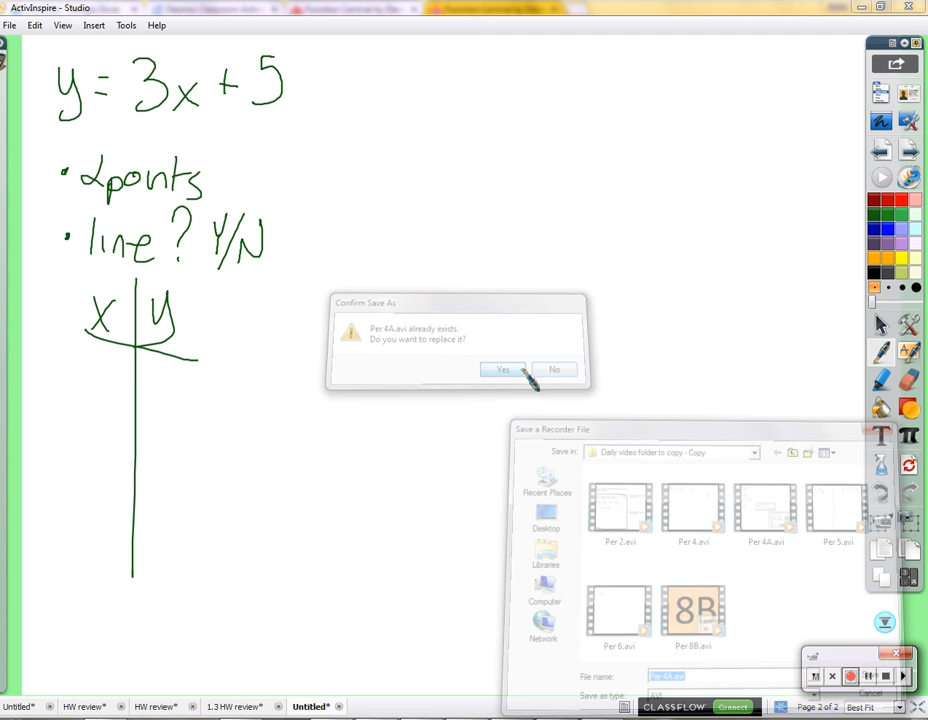 ActivInspire - Studio
File Edit View Insert Tools Help
y = 3x + 5
• 2points
• line? Y/N
x y
Confirm Save As
Per 4A.avi already exists.
Do you want to replace it?
Yes No
Save a Recorder File
Save in: Daily video folder to copy - Copy
Recent Places
Desktop
Libraries
Computer
Network
Per 2.avi Per 4.avi Per 4A.avi Per 5.avi
8B
Per 6.avi Per 8B.avi
File name: Per 4A.avi
Save as type: AVI
Cancel
Untitled* HW review* HW review* 1.3 HW review* Untitled* Untitled*
CLASSFLOW Connect Page 2 of 2 Best Fit